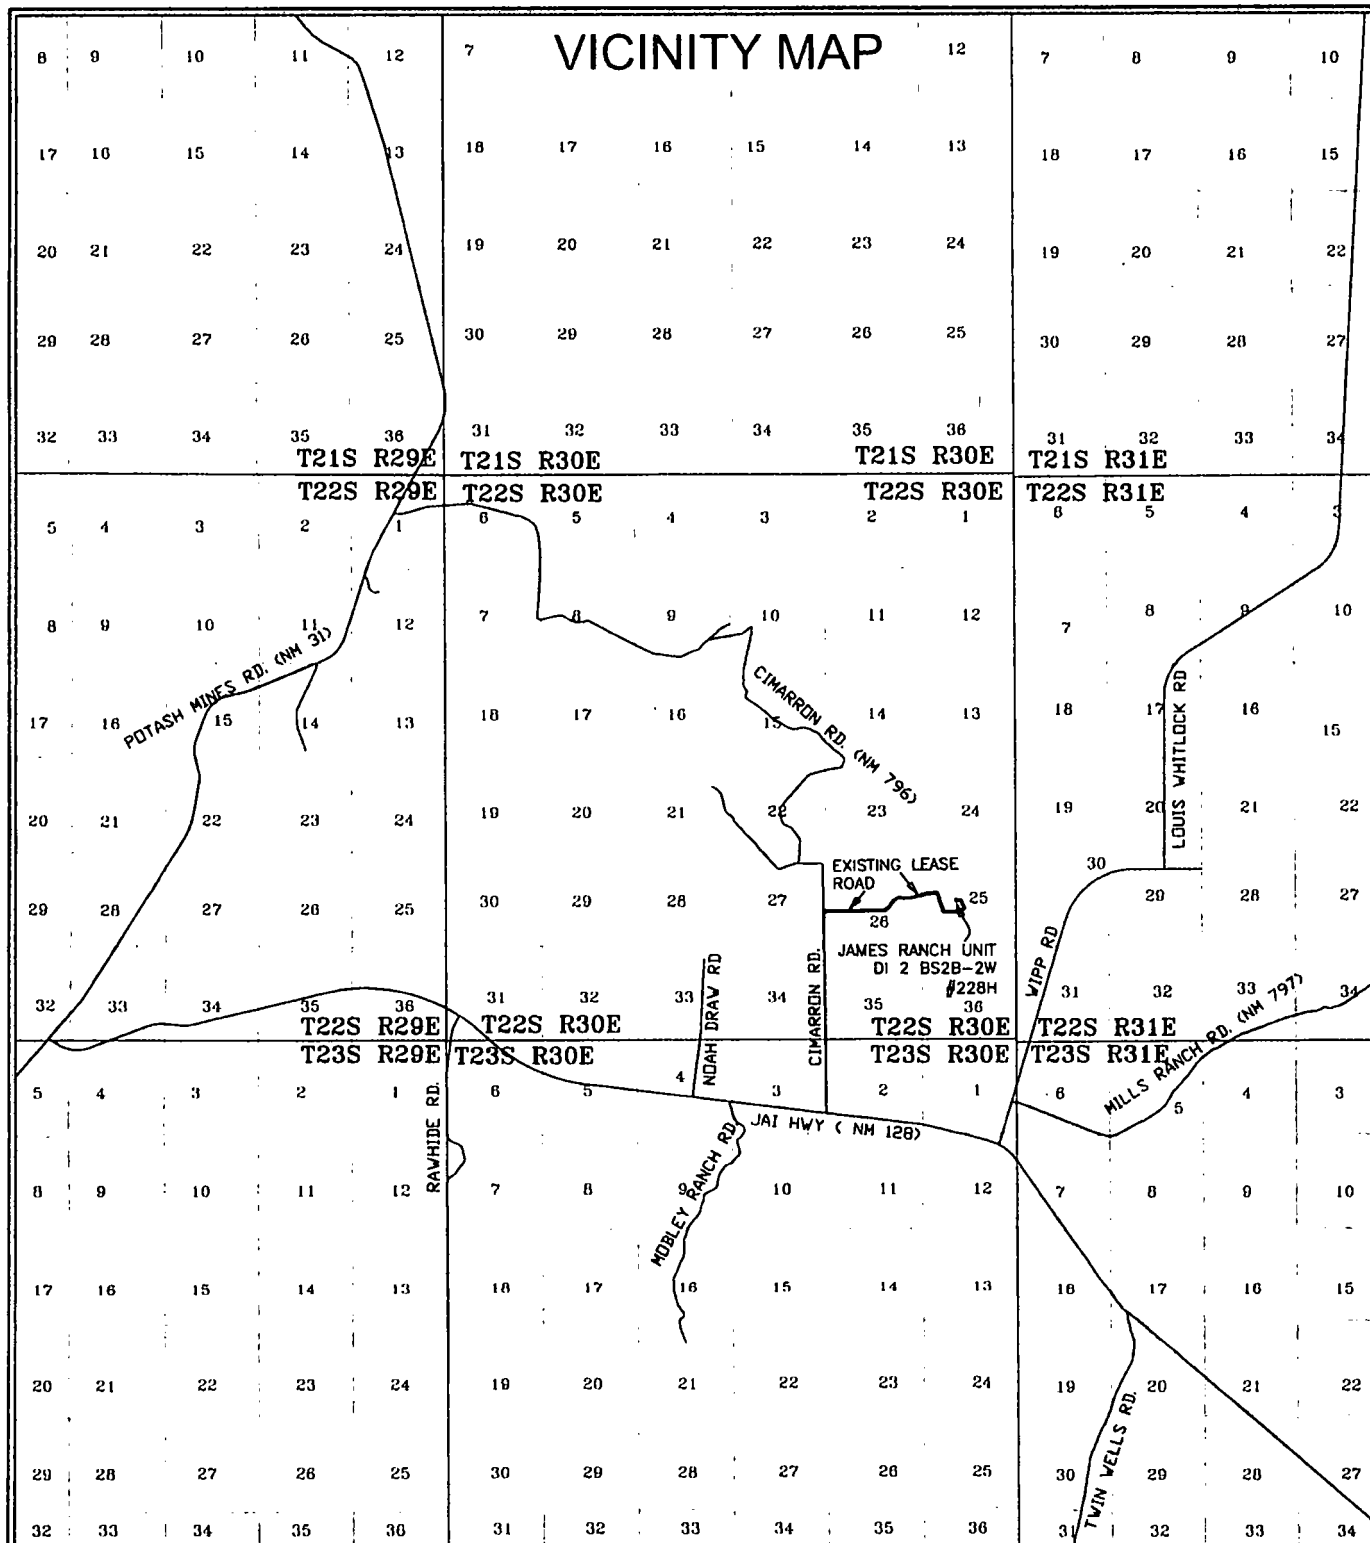 VICINITY MAP
8 9 10 11 12 7 12 7 8 9 10
17 16 15 14 13 18 17 16 15 14 13 18 17 16 15
20 21 22 23 24 19 20 21 22 23 24 19 20 21 22
29 28 27 26 25 30 29 28 27 26 25 30 29 28 27
32 33 34 35 36 31 32 33 34 35 36 31 32 33 34
T21S R29E T21S R30E T21S R30E T21S R31E
T22S R29E T22S R30E T22S R30E T22S R31E
5 4 3 2 1 6 5 4 3 2 1 6 5 4 3
8 9 10 11 12 7 8 9 10 11 12 7 8 9 10
POTASH MINES RD. (NM 31)
CIMARRON RD. (NM 796)
LOUIS WHITLOCK RD
17 16 15 14 13 18 17 16 15 14 13 18 17 16 15
20 21 22 23 24 19 20 21 22 23 24 19 20 21 22
EXISTING LEASE
ROAD
29 28 27 26 25 30 29 28 27 26 25 30 29 28 27
JAMES RANCH UNIT
DI 2 BS2B-2W
#228H
NOAH DRAW RD
CIMARRON RD.
WIPP RD
32 33 34 35 36 31 32 33 34 35 36 31 32 33 34
T22S R29E T22S R30E T22S R30E T22S R31E
T23S R29E T23S R30E T23S R30E T23S R31E
MILLS RANCH RD. (NM 797)
5 4 3 2 1 6 5 4 3 2 1 6 5 4 3
RAWHIDE RD.
JAI HWY ( NM 128)
MOBLEY RANCH RD
8 9 10 11 12 7 8 9 10 11 12 7 8 9 10
17 16 15 14 13 18 17 16 15 14 13 18 17 16 15
20 21 22 23 24 19 20 21 22 23 24 19 20 21 22
TWIN WELLS RD.
29 28 27 26 25 30 29 28 27 26 25 30 29 28 27
32 33 34 35 36 31 32 33 34 35 36 31 32 33 34